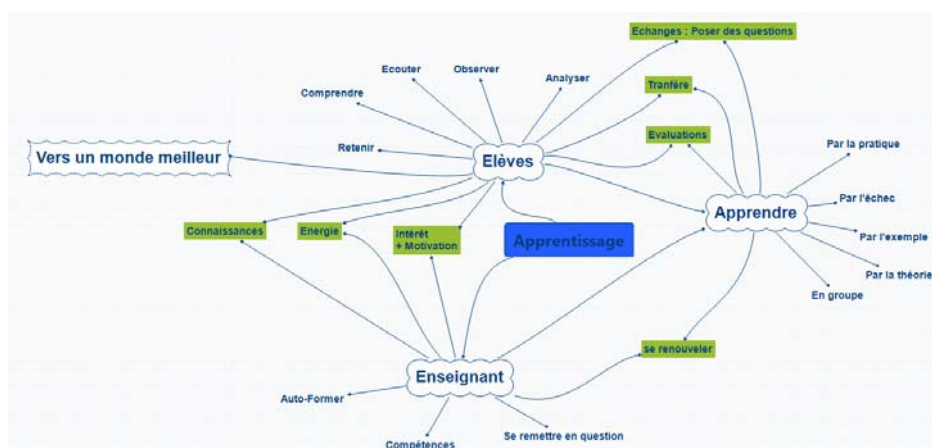 Echanges : Poser des questions
Ecouter
Observer
Analyser
Tranfère
Comprendre
Evaluations
Par la pratique
Retenir
Vers un monde meilleur
Elèves
Par l'échec
Apprendre
Connaissances
Energie
Intérêt
+ Motivation
Apprentissage
Par l'exemple
Par la théorie
En groupe
se renouveler
Enseignant
Auto-Former
Se remettre en question
Compétences